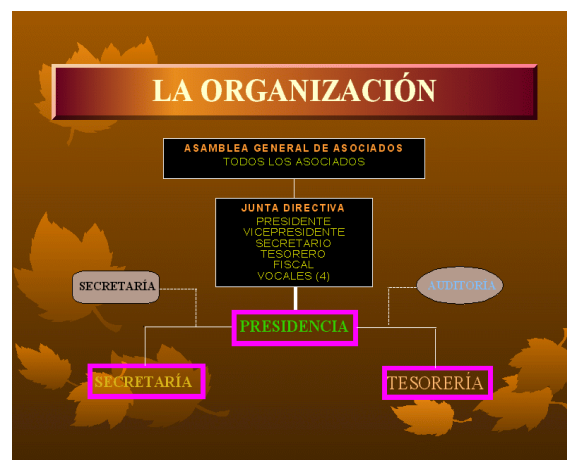 LA ORGANIZACIÓN
ASAMBLEA GENERAL DE ASOCIADOS
TODOS LOS ASOCIADOS
JUNTA DIRECTIVA
PRESIDENTE
VICEPRESIDENTE
SECRETARIO
TESORERO
FISCAL
VOCALES (4)
SECRETARÍA
AUDITORIA
PRESIDENCIA
SECRETARÍA
TESORERÍA